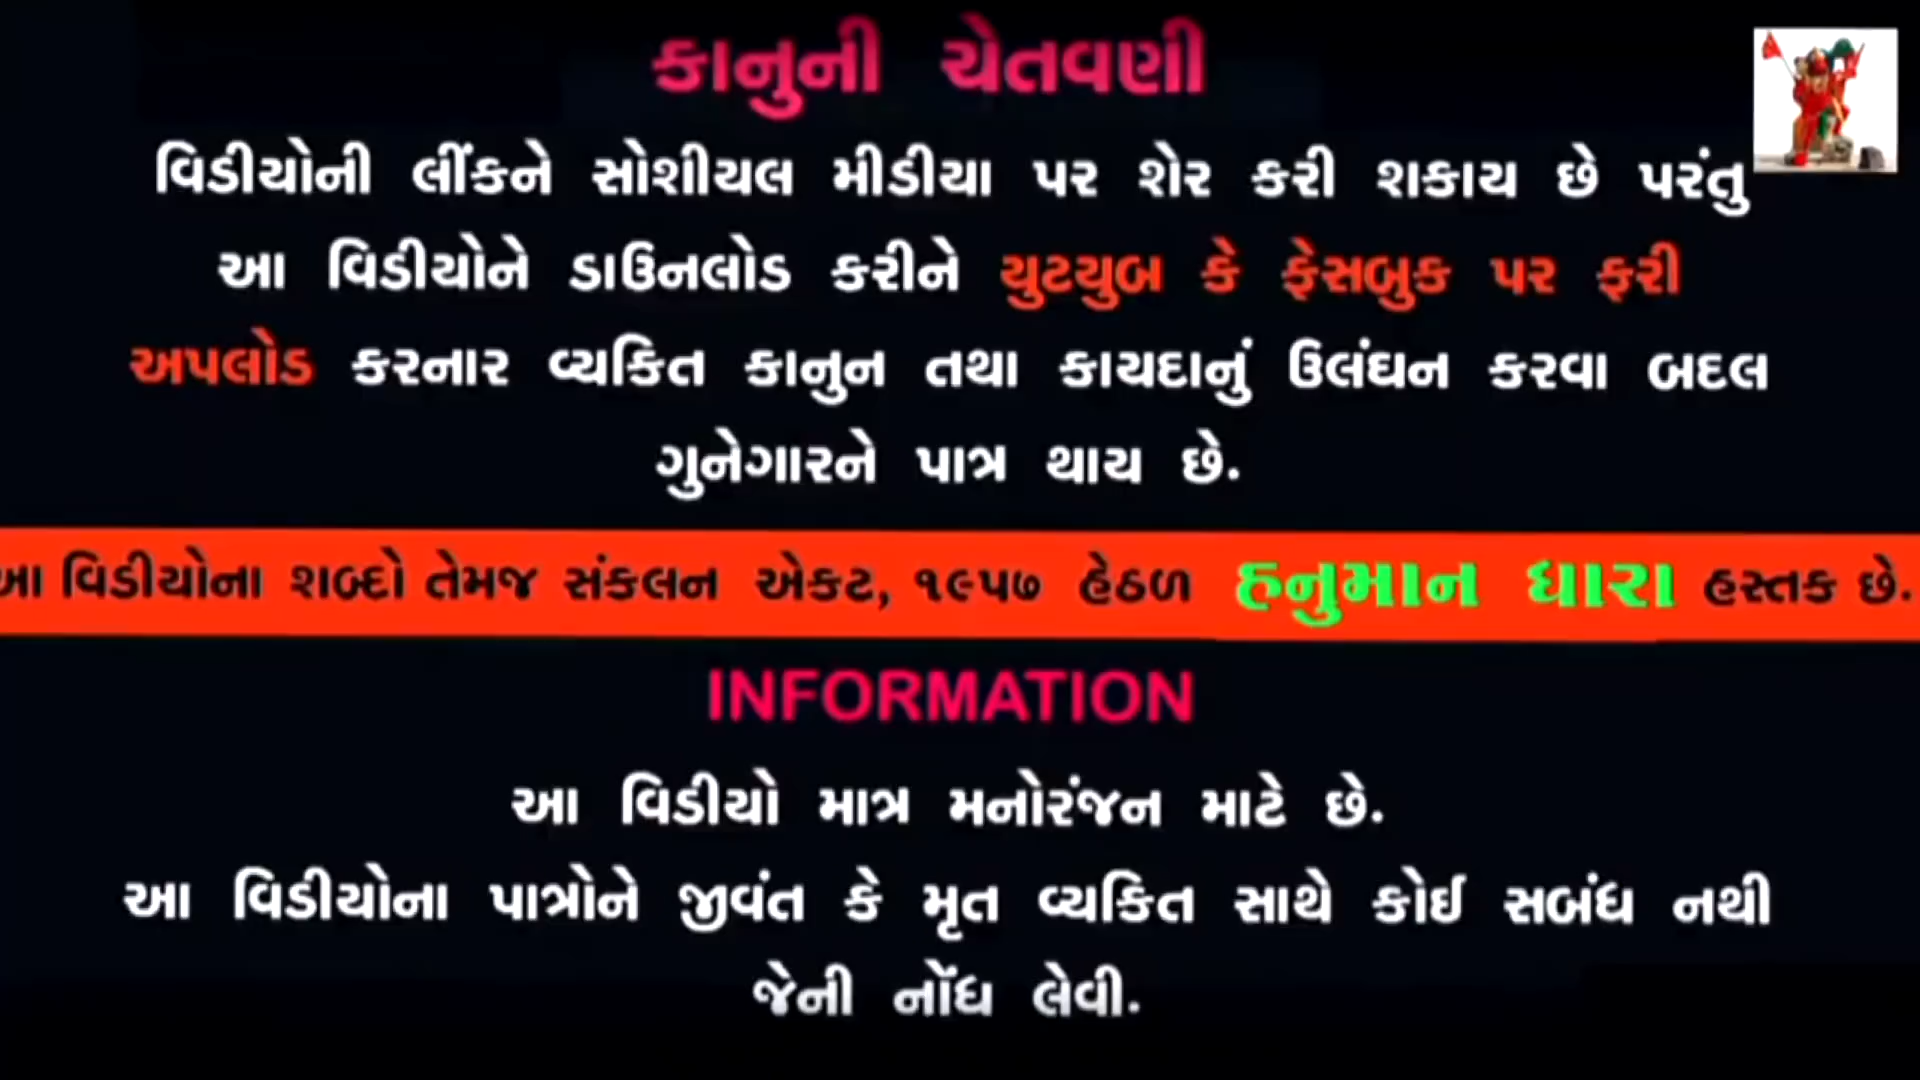 કાનુની ચેતવણી
વિડીયોની લીંકને સોશીયલ મીડીયા પર શેર કરી શકાય છે પરંતુ
આ વિડીયોને ડાઉનલોડ કરીને યુટયુબ કે ફેસબુક પર ફરી
અપલોડ કરનાર વ્યકિત કાનુન તથા કાયદાનું ઉલંઘન કરવા બદલ
ગુનેગારને પાત્ર થાય છે.
આ વિડીયોના શબ્દો તેમજ સંકલન એકટ, ૧૯૫૭ હેઠળ હનુમાન ધારા હસ્તક છે.
INFORMATION
આ વિડીયો માત્ર મનોરંજન માટે છે.
આ વિડીયોના પાત્રોને જીવંત કે મૃત વ્યકિત સાથે કોઈ સબંધ નથી
જેની નોંધ લેવી.